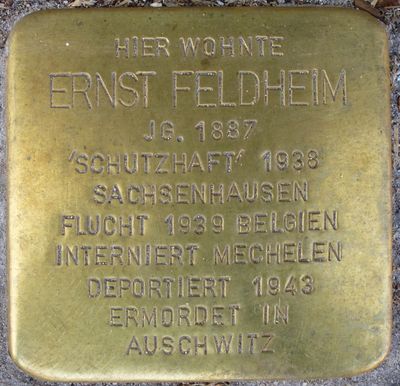 HIER WOHNTE
ERNST FELDHEIM
JG. 1887
'SCHUTZHAFT' 1938
SACHSENHAUSEN
FLUCHT 1939 BELGIEN
INTERNIERT MECHELEN
DEPORTIERT 1943
ERMORDET IN
AUSCHWITZ